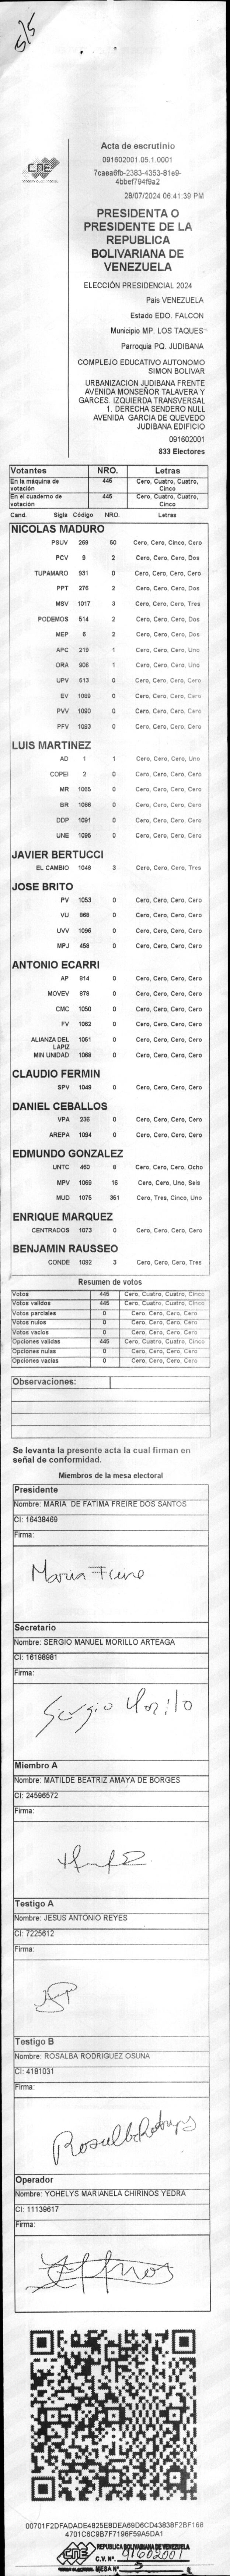 5/5
CNE
Acta de escrutinio
091602001.05.1.0001
7caea6fb-2383-4353-81e9-
4bbef794f9a2
28/07/2024 06:41:39 PM
PRESIDENTA O
PRESIDENTE DE LA
REPUBLICA
BOLIVARIANA DE
VENEZUELA
ELECCIÓN PRESIDENCIAL 2024
País VENEZUELA
Estado EDO. FALCON
Municipio MP. LOS TAQUES
Parroquia PQ. JUDIBANA
COMPLEJO EDUCATIVO AUTONOMO
SIMON BOLIVAR
URBANIZACION JUDIBANA FRENTE
AVENIDA MONSEÑOR TALAVERA Y
GARCES. IZQUIERDA TRANSVERSAL
1. DERECHA SENDERO NULL
AVENIDA GARCIA DE QUEVEDO
JUDIBANA EDIFICIO
091602001
833 Electores
Votantes NRO. Letras
En la máquina de votación 445 Cero, Cuatro, Cuatro, Cinco
En el cuaderno de votación 445 Cero, Cuatro, Cuatro, Cinco
Cand. Sigla Código NRO. Letras
NICOLAS MADURO
PSUV 269 50 Cero, Cero, Cinco, Cero
PCV 9 2 Cero, Cero, Cero, Dos
TUPAMARO 931 0 Cero, Cero, Cero, Cero
PPT 276 2 Cero, Cero, Cero, Dos
MSV 1017 3 Cero, Cero, Cero, Tres
PODEMOS 514 2 Cero, Cero, Cero, Dos
MEP 6 2 Cero, Cero, Cero, Dos
APC 219 1 Cero, Cero, Cero, Uno
ORA 906 1 Cero, Cero, Cero, Uno
UPV 613 0 Cero, Cero, Cero, Cero
EV 1089 0 Cero, Cero, Cero, Cero
PVV 1090 0 Cero, Cero, Cero, Cero
PFV 1093 0 Cero, Cero, Cero, Cero
LUIS MARTINEZ
AD 1 1 Cero, Cero, Cero, Uno
COPEI 2 0 Cero, Cero, Cero, Cero
MR 1065 0 Cero, Cero, Cero, Cero
BR 1066 0 Cero, Cero, Cero, Cero
DDP 1091 0 Cero, Cero, Cero, Cero
UNE 1095 0 Cero, Cero, Cero, Cero
JAVIER BERTUCCI
EL CAMBIO 1048 3 Cero, Cero, Cero, Tres
JOSE BRITO
PV 1053 0 Cero, Cero, Cero, Cero
VU 968 0 Cero, Cero, Cero, Cero
UVV 1096 0 Cero, Cero, Cero, Cero
MPJ 458 0 Cero, Cero, Cero, Cero
ANTONIO ECARRI
AP 814 0 Cero, Cero, Cero, Cero
MOVEV 978 0 Cero, Cero, Cero, Cero
CMC 1050 0 Cero, Cero, Cero, Cero
FV 1062 0 Cero, Cero, Cero, Cero
ALIANZA DEL LAPIZ 1051 0 Cero, Cero, Cero, Cero
MIN UNIDAD 1068 0 Cero, Cero, Cero, Cero
CLAUDIO FERMIN
SPV 1049 0 Cero, Cero, Cero, Cero
DANIEL CEBALLOS
VPA 236 0 Cero, Cero, Cero, Cero
AREPA 1094 0 Cero, Cero, Cero, Cero
EDMUNDO GONZALEZ
UNTC 460 8 Cero, Cero, Cero, Ocho
MPV 1069 16 Cero, Cero, Uno, Seis
MUD 1075 351 Cero, Tres, Cinco, Uno
ENRIQUE MARQUEZ
CENTRADOS 1073 0 Cero, Cero, Cero, Cero
BENJAMIN RAUSSEO
CONDE 1092 3 Cero, Cero, Cero, Tres
Resumen de votos
Votos 445 Cero, Cuatro, Cuatro, Cinco
Votos validos 445 Cero, Cuatro, Cuatro, Cinco
Votos parciales 0 Cero, Cero, Cero, Cero
Votos nulos 0 Cero, Cero, Cero, Cero
Votos vacios 0 Cero, Cero, Cero, Cero
Opciones validas 445 Cero, Cuatro, Cuatro, Cinco
Opciones nulas 0 Cero, Cero, Cero, Cero
Opciones vacias 0 Cero, Cero, Cero, Cero
Observaciones:
Se levanta la presente acta la cual firman en
señal de conformidad.
Miembros de la mesa electoral
Presidente
Nombre: MARIA DE FATIMA FREIRE DOS SANTOS
CI: 16438469
Firma:
Maria Freire
Secretario
Nombre: SERGIO MANUEL MORILLO ARTEAGA
CI: 16198981
Firma:
Sergio Morillo
Miembro A
Nombre: MATILDE BEATRIZ AMAYA DE BORGES
CI: 24596572
Firma:
Testigo A
Nombre: JESUS ANTONIO REYES
CI: 7225612
Firma:
Testigo B
Nombre: ROSALBA RODRIGUEZ OSUNA
CI: 4181031
Firma:
Operador
Nombre: YOHELYS MARIANELA CHIRINOS YEDRA
CI: 11139617
Firma:
00701F2DFADADE4825E8DEA69D6CD43838F2BF168
4701C8C9B7F7196F59A5DA1
CNE REPUBLICA BOLIVARIANA DE VENEZUELA
C.V. Nº. 91602001
MESA Nº 5